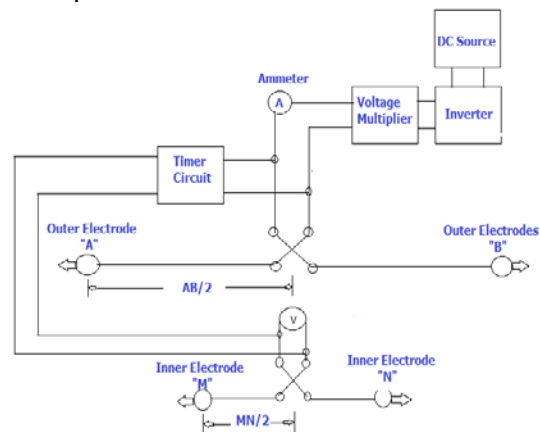 DC Source
Ammeter
A
Voltage
Multiplier
Inverter
Timer
Circuit
Outer Electrode
"A"
Outer Electrodes
"B"
AB/2
V
Inner Electrode
"M"
Inner Electrode
"N"
MN/2